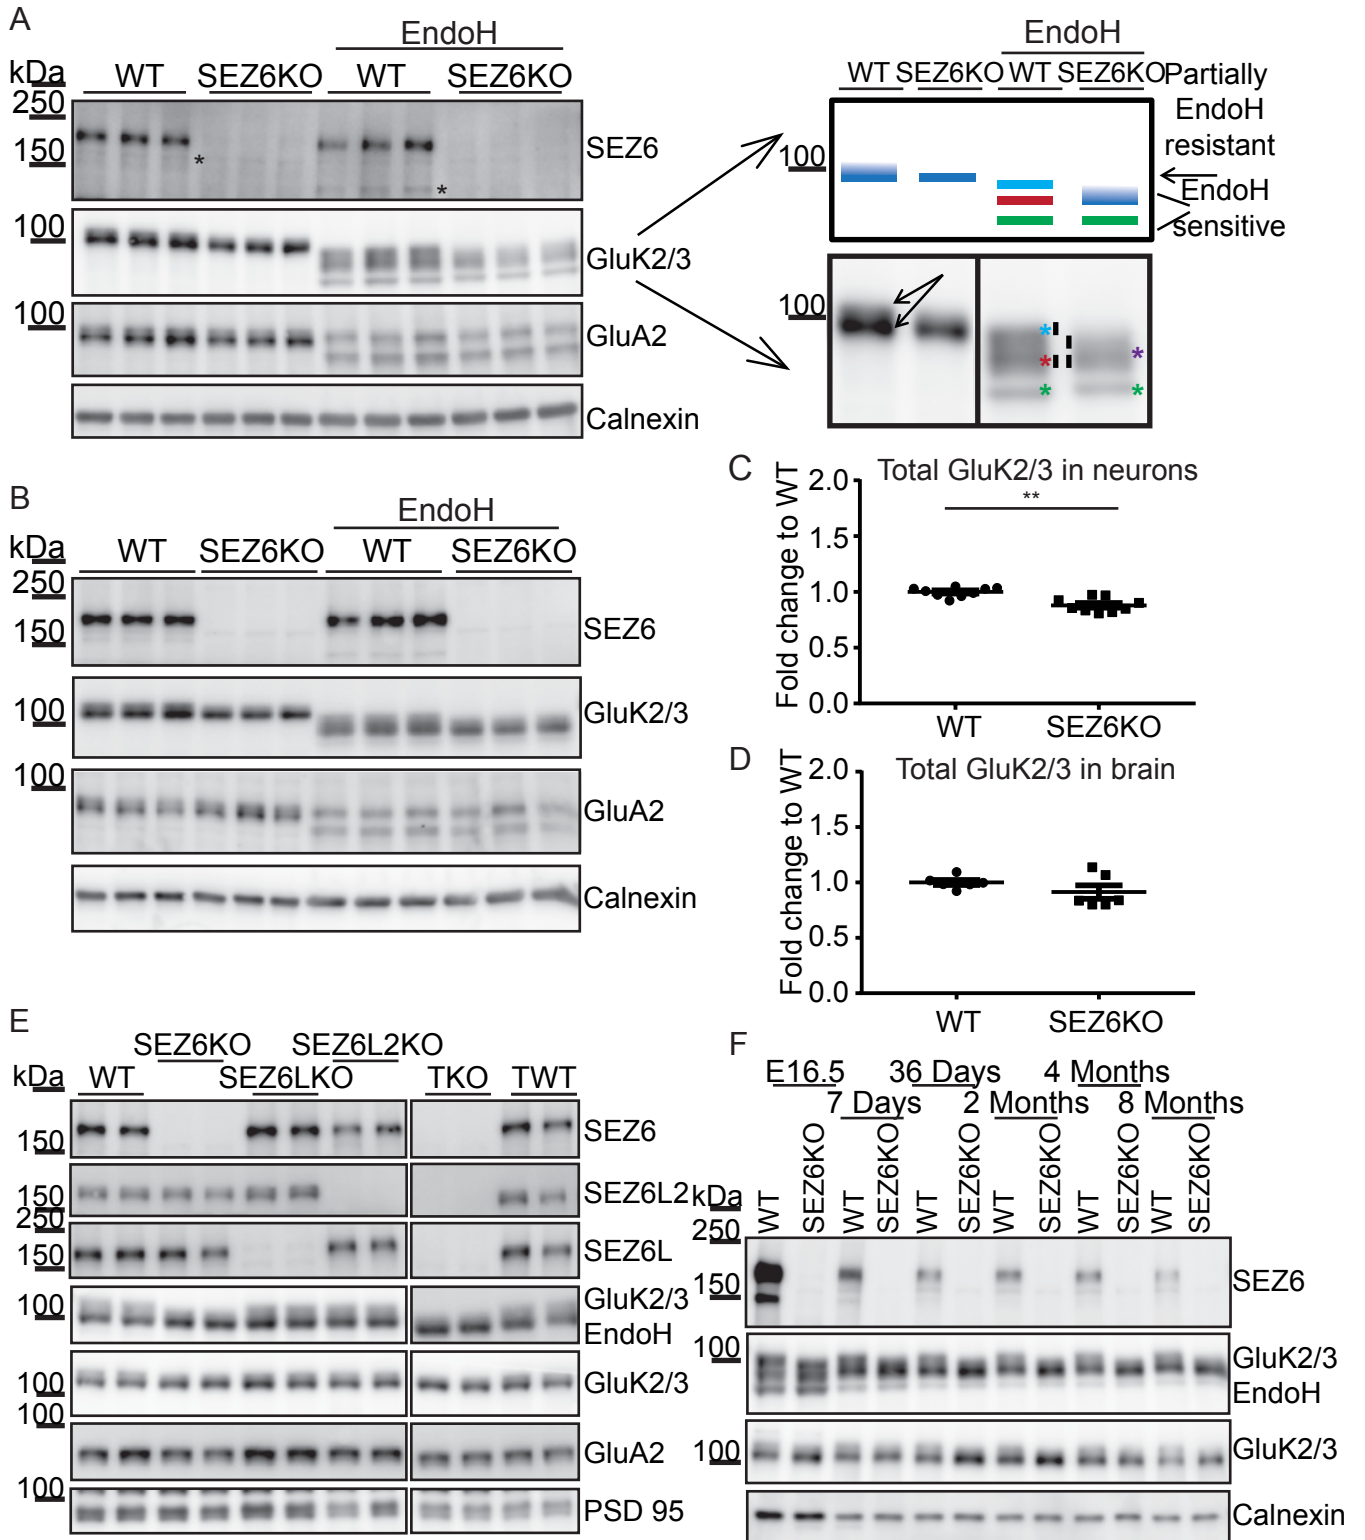 A
EndoH
kDa
WT SEZ6KO WT SEZ6KO
250
150
SEZ6
*
*
100
GluK2/3
100
GluA2
Calnexin
EndoH
WT SEZ6KO WT SEZ6KO
Partially
EndoH
resistant
EndoH
sensitive
100
100
*
*
*
*
*
B
EndoH
kDa
WT SEZ6KO WT SEZ6KO
250
150
SEZ6
100
GluK2/3
100
GluA2
Calnexin
C
Total GluK2/3 in neurons
**
Fold change to WT
2.0
1.5
1.0
0.5
0.0
WT SEZ6KO
D
Total GluK2/3 in brain
Fold change to WT
2.0
1.5
1.0
0.5
0.0
WT SEZ6KO
E
SEZ6KO SEZ6L2KO
kDa
WT SEZ6LKO TKO TWT
150
SEZ6
150
SEZ6L2
250
150
SEZ6L
100
GluK2/3
EndoH
100
GluK2/3
100
GluA2
100
PSD 95
F
E16.5 36 Days 4 Months
7 Days 2 Months 8 Months
kDa
WT SEZ6KO WT SEZ6KO WT SEZ6KO WT SEZ6KO WT SEZ6KO WT SEZ6KO
250
150
SEZ6
100
GluK2/3
EndoH
100
GluK2/3
Calnexin